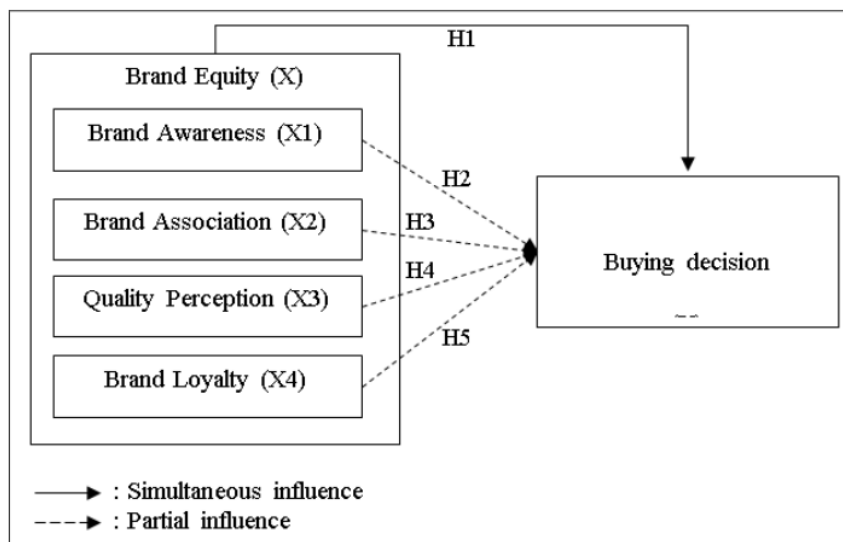 H1
Brand Equity (X)
Brand Awareness (X1)
H2
Brand Association (X2)
H3
H4
Quality Perception (X3)
Buying decision
H5
Brand Loyalty (X4)
: Simultaneous influence
: Partial influence